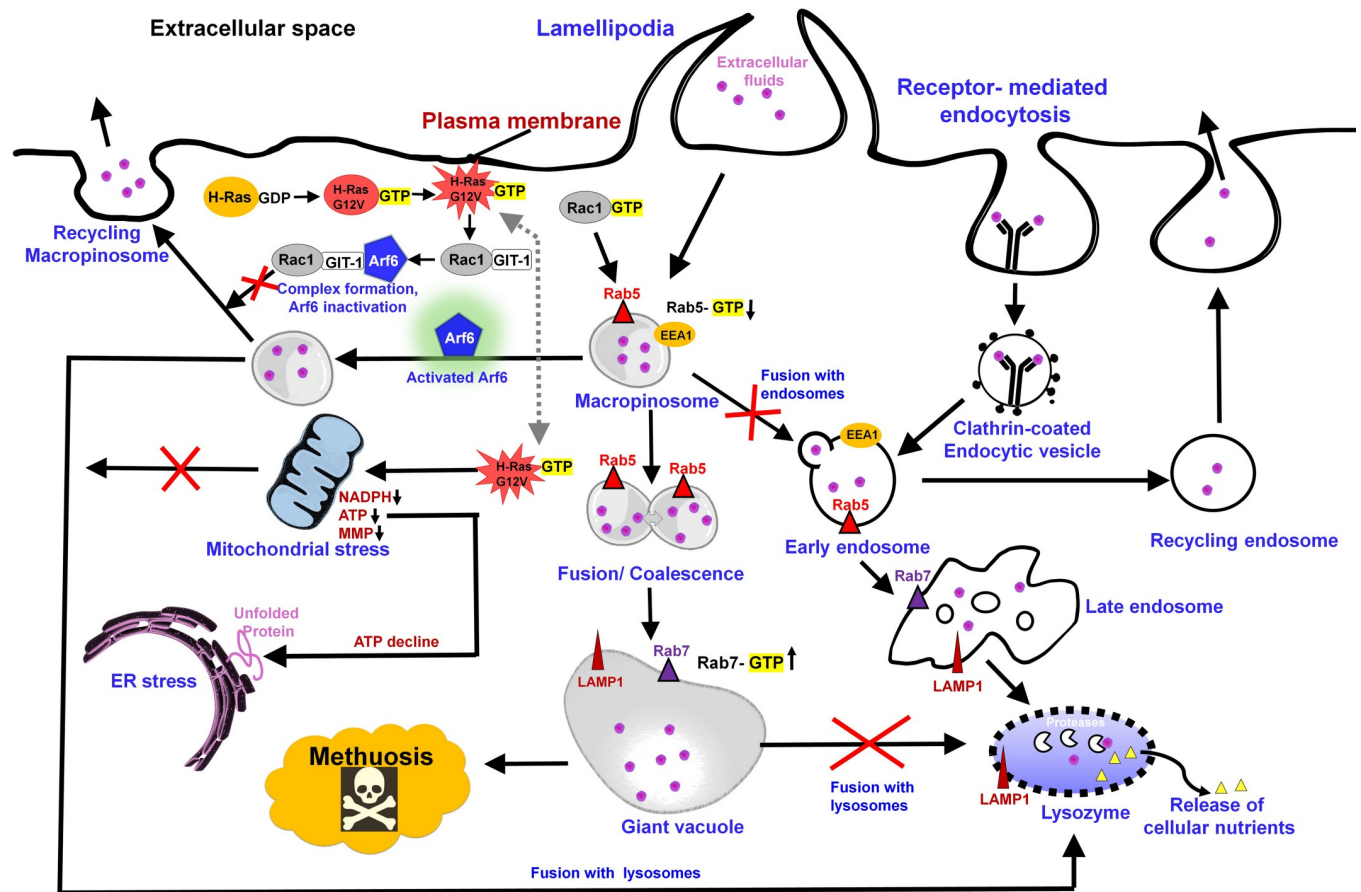 Extracellular space
Lamellipodia
Extracellular
fluids
Receptor- mediated
endocytosis
Plasma membrane
H-Ras GDP
H-Ras
G12V
GTP
H-Ras
G12V
GTP
Rac1 GTP
Recycling
Macropinosome
Rac1 GIT-1 Arf6
Rac1 GIT-1
Complex formation,
Arf6 inactivation
Rab5
Rab5- GTP
EEA1
Arf6
Activated Arf6
Macropinosome
Fusion with
endosomes
Clathrin-coated
Endocytic vesicle
EEA1
Rab5
Early endosome
Recycling endosome
H-Ras
G12V
GTP
NADPH
ATP
MMP
Mitochondrial stress
Rab5
Rab5
Fusion/ Coalescence
Rab7
Late endosome
LAMP1
Unfolded
Protein
ATP decline
ER stress
Rab7
Rab7- GTP
LAMP1
Giant vacuole
Methuosis
Fusion with
lysosomes
Proteases
LAMP1
Lysozyme
Release of
cellular nutrients
Fusion with lysosomes